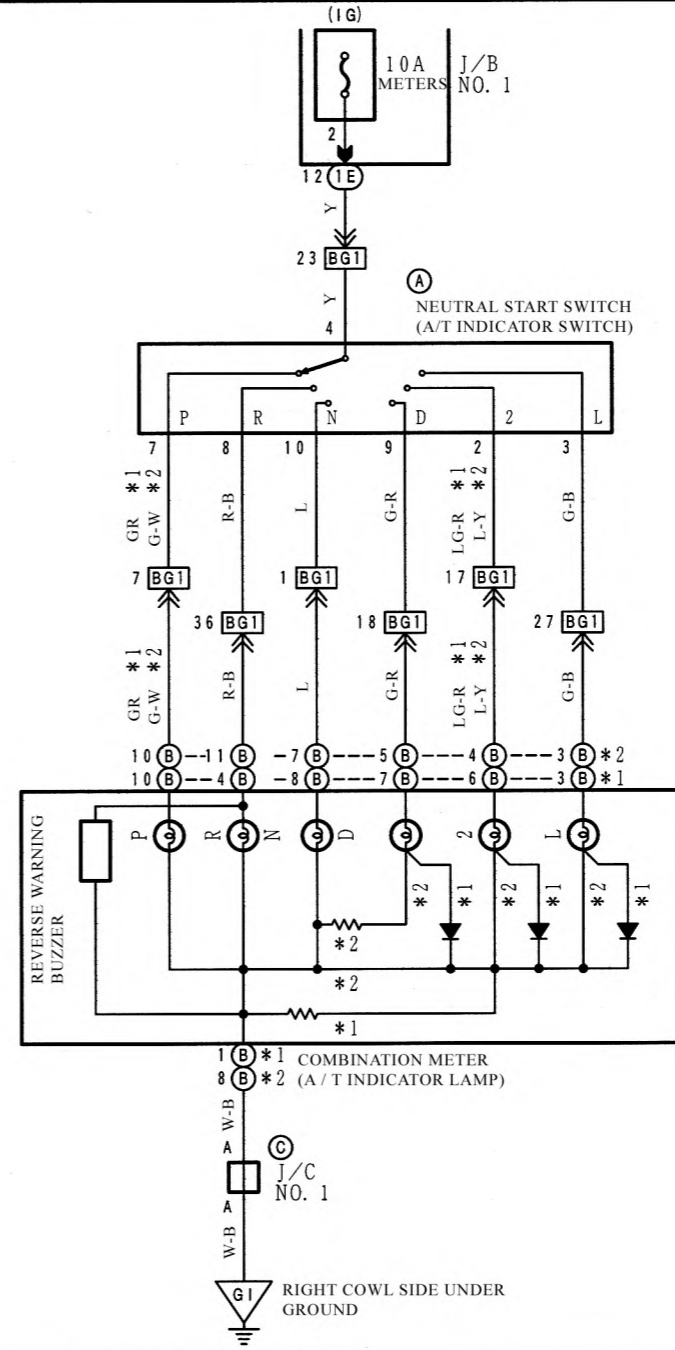 (IG)
10A
METERS
J/B
NO. 1
2
12 1E
Y
23 BG1
Y
A
NEUTRAL START SWITCH
(A/T INDICATOR SWITCH)
4
P R N D 2 L
7 8 10 9 2 3
GR *1
G-W *2
R-B
L
G-R
LG-R *1
L-Y *2
G-B
7 BG1
1 BG1
17 BG1
36 BG1
18 BG1
27 BG1
GR *1
G-W *2
R-B
L
G-R
LG-R *1
L-Y *2
G-B
10 B 11 B 7 B 5 B 4 B 3 B *2
10 B 4 B 8 B 7 B 6 B 3 B *1
REVERSE WARNING
BUZZER
P R N D 2 L
*2 *1 *2 *1 *2 *1
*2
*2
*1
1 B *1
8 B *2
COMBINATION METER
(A / T INDICATOR LAMP)
W-B
A
C
J/C
NO. 1
A
W-B
GI
RIGHT COWL SIDE UNDER
GROUND